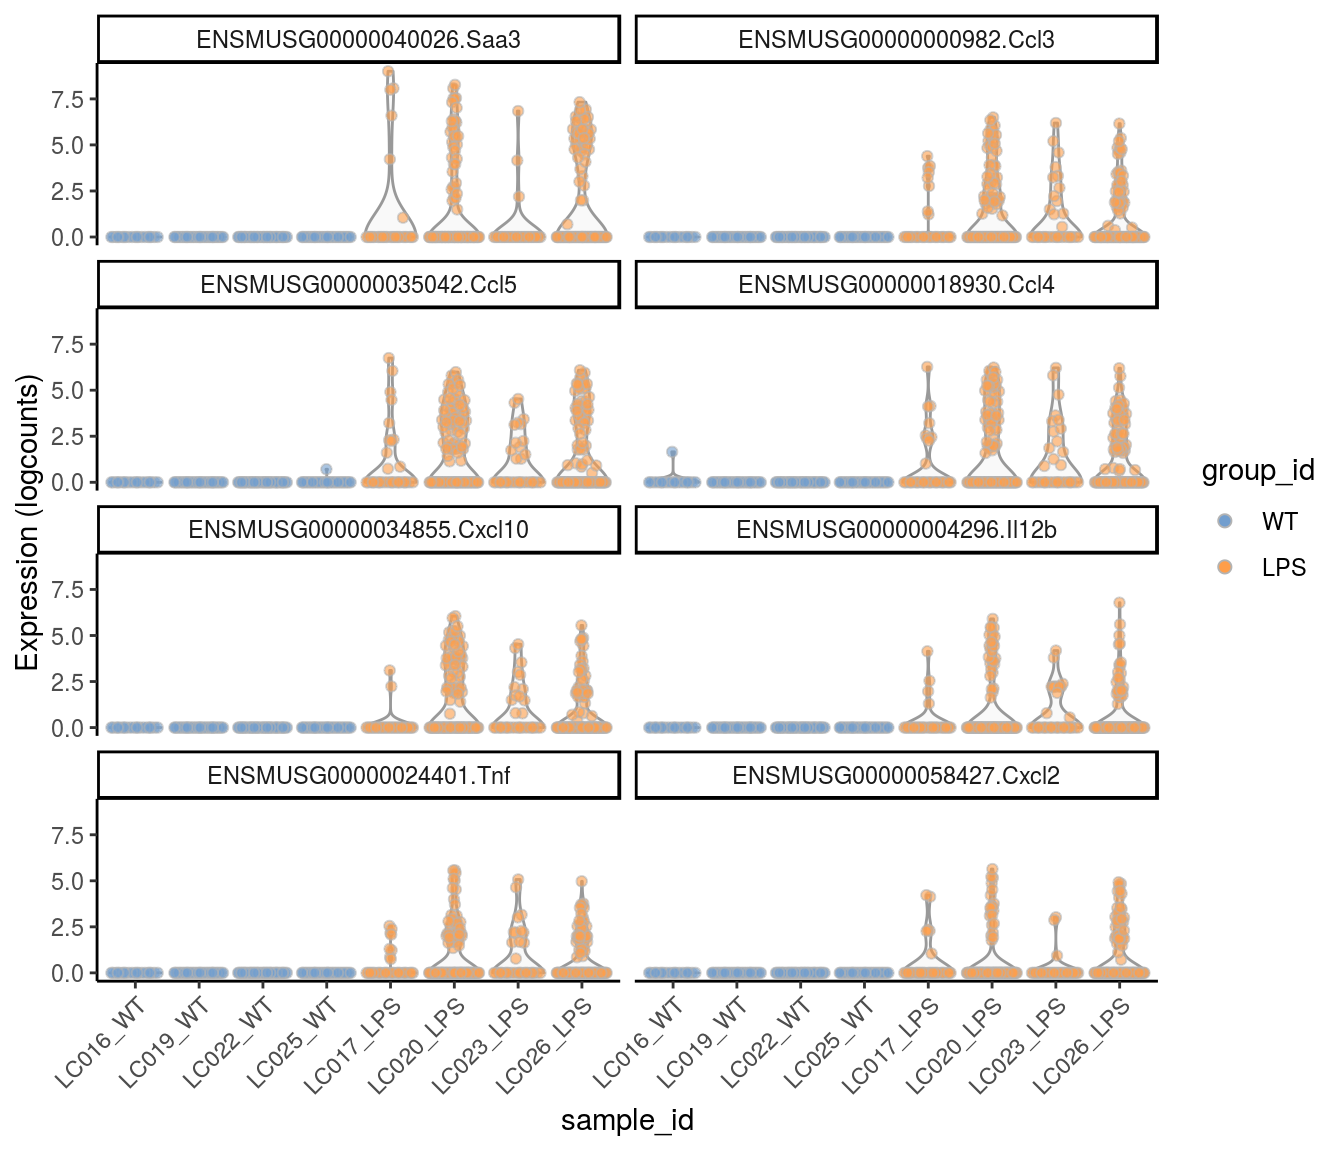 ENSMUSG00000040026.Saa3
ENSMUSG00000000982.Ccl3
7.5
5.0
2.5
0.0
ENSMUSG00000035042.Ccl5
ENSMUSG00000018930.Ccl4
7.5
5.0
2.5
0.0
ENSMUSG00000034855.Cxcl10
ENSMUSG00000004296.Il12b
7.5
5.0
2.5
0.0
ENSMUSG00000024401.Tnf
ENSMUSG00000058427.Cxcl2
7.5
5.0
2.5
0.0
Expression (logcounts)
LC016_WT
LC019_WT
LC022_WT
LC025_WT
LC017_LPS
LC020_LPS
LC023_LPS
LC026_LPS
LC016_WT
LC019_WT
LC022_WT
LC025_WT
LC017_LPS
LC020_LPS
LC023_LPS
LC026_LPS
sample_id
group_id
WT
LPS